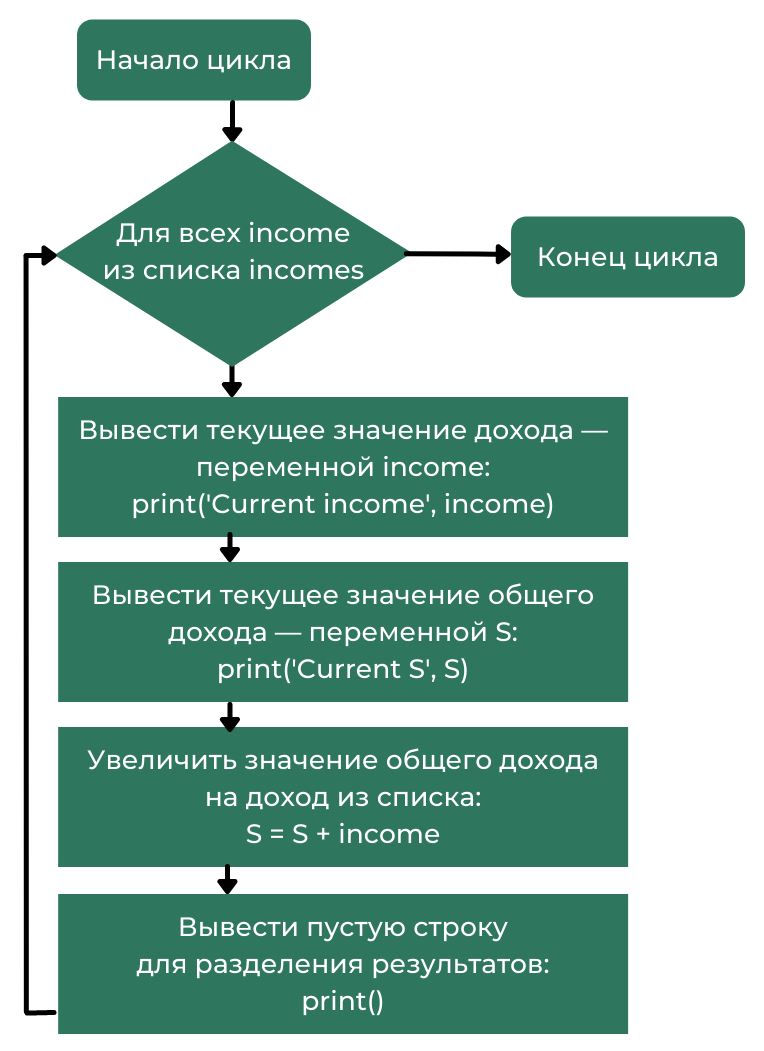 Начало цикла
Для всех income
из списка incomes
Конец цикла
Вывести текущее значение дохода —
переменной income:
print('Current income', income)
Вывести текущее значение общего
дохода — переменной S:
print('Current S', S)
Увеличить значение общего дохода
на доход из списка:
S = S + income
Вывести пустую строку
для разделения результатов:
print()